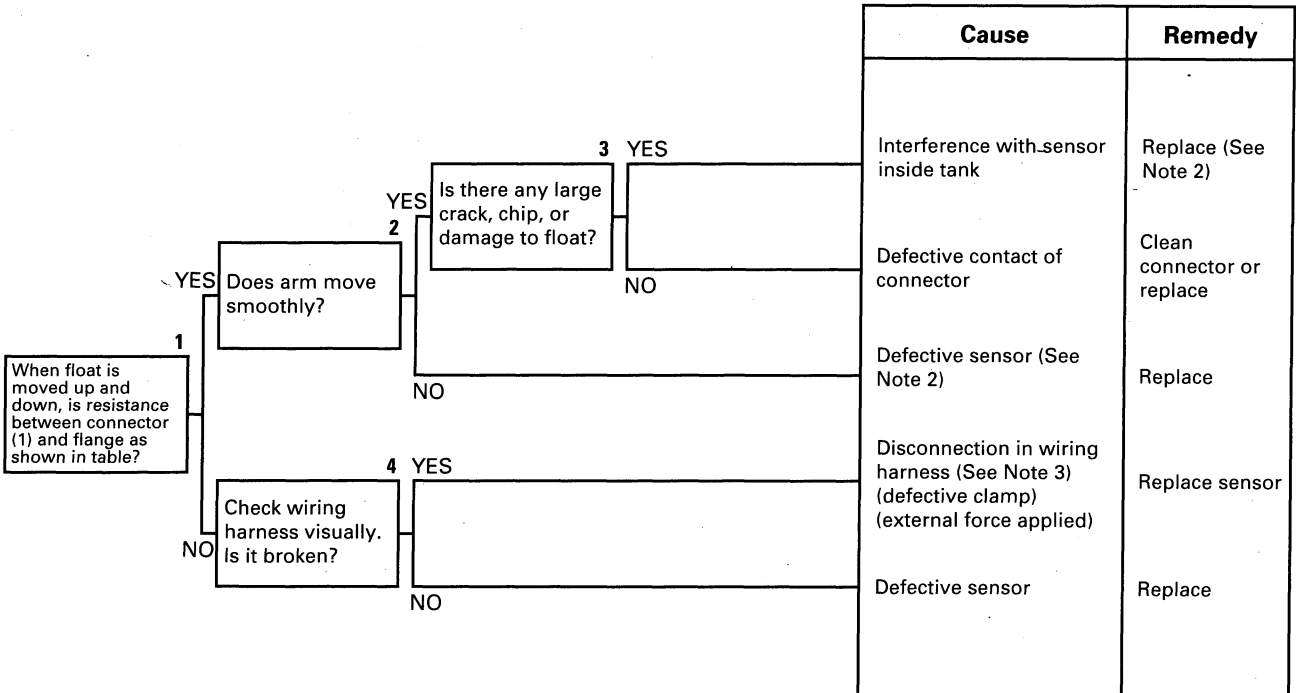 Cause
Remedy
3 YES
Interference with sensor
inside tank
Replace (See
Note 2)
YES
Is there any large
crack, chip, or
damage to float?
2
NO
Defective contact of
connector
Clean
connector or
replace
YES
Does arm move
smoothly?
1
NO
Defective sensor (See
Note 2)
Replace
When float is
moved up and
down, is resistance
between connector
(1) and flange as
shown in table?
4 YES
Disconnection in wiring
harness (See Note 3)
(defective clamp)
(external force applied)
Replace sensor
NO
Check wiring
harness visually.
Is it broken?
NO
Defective sensor
Replace